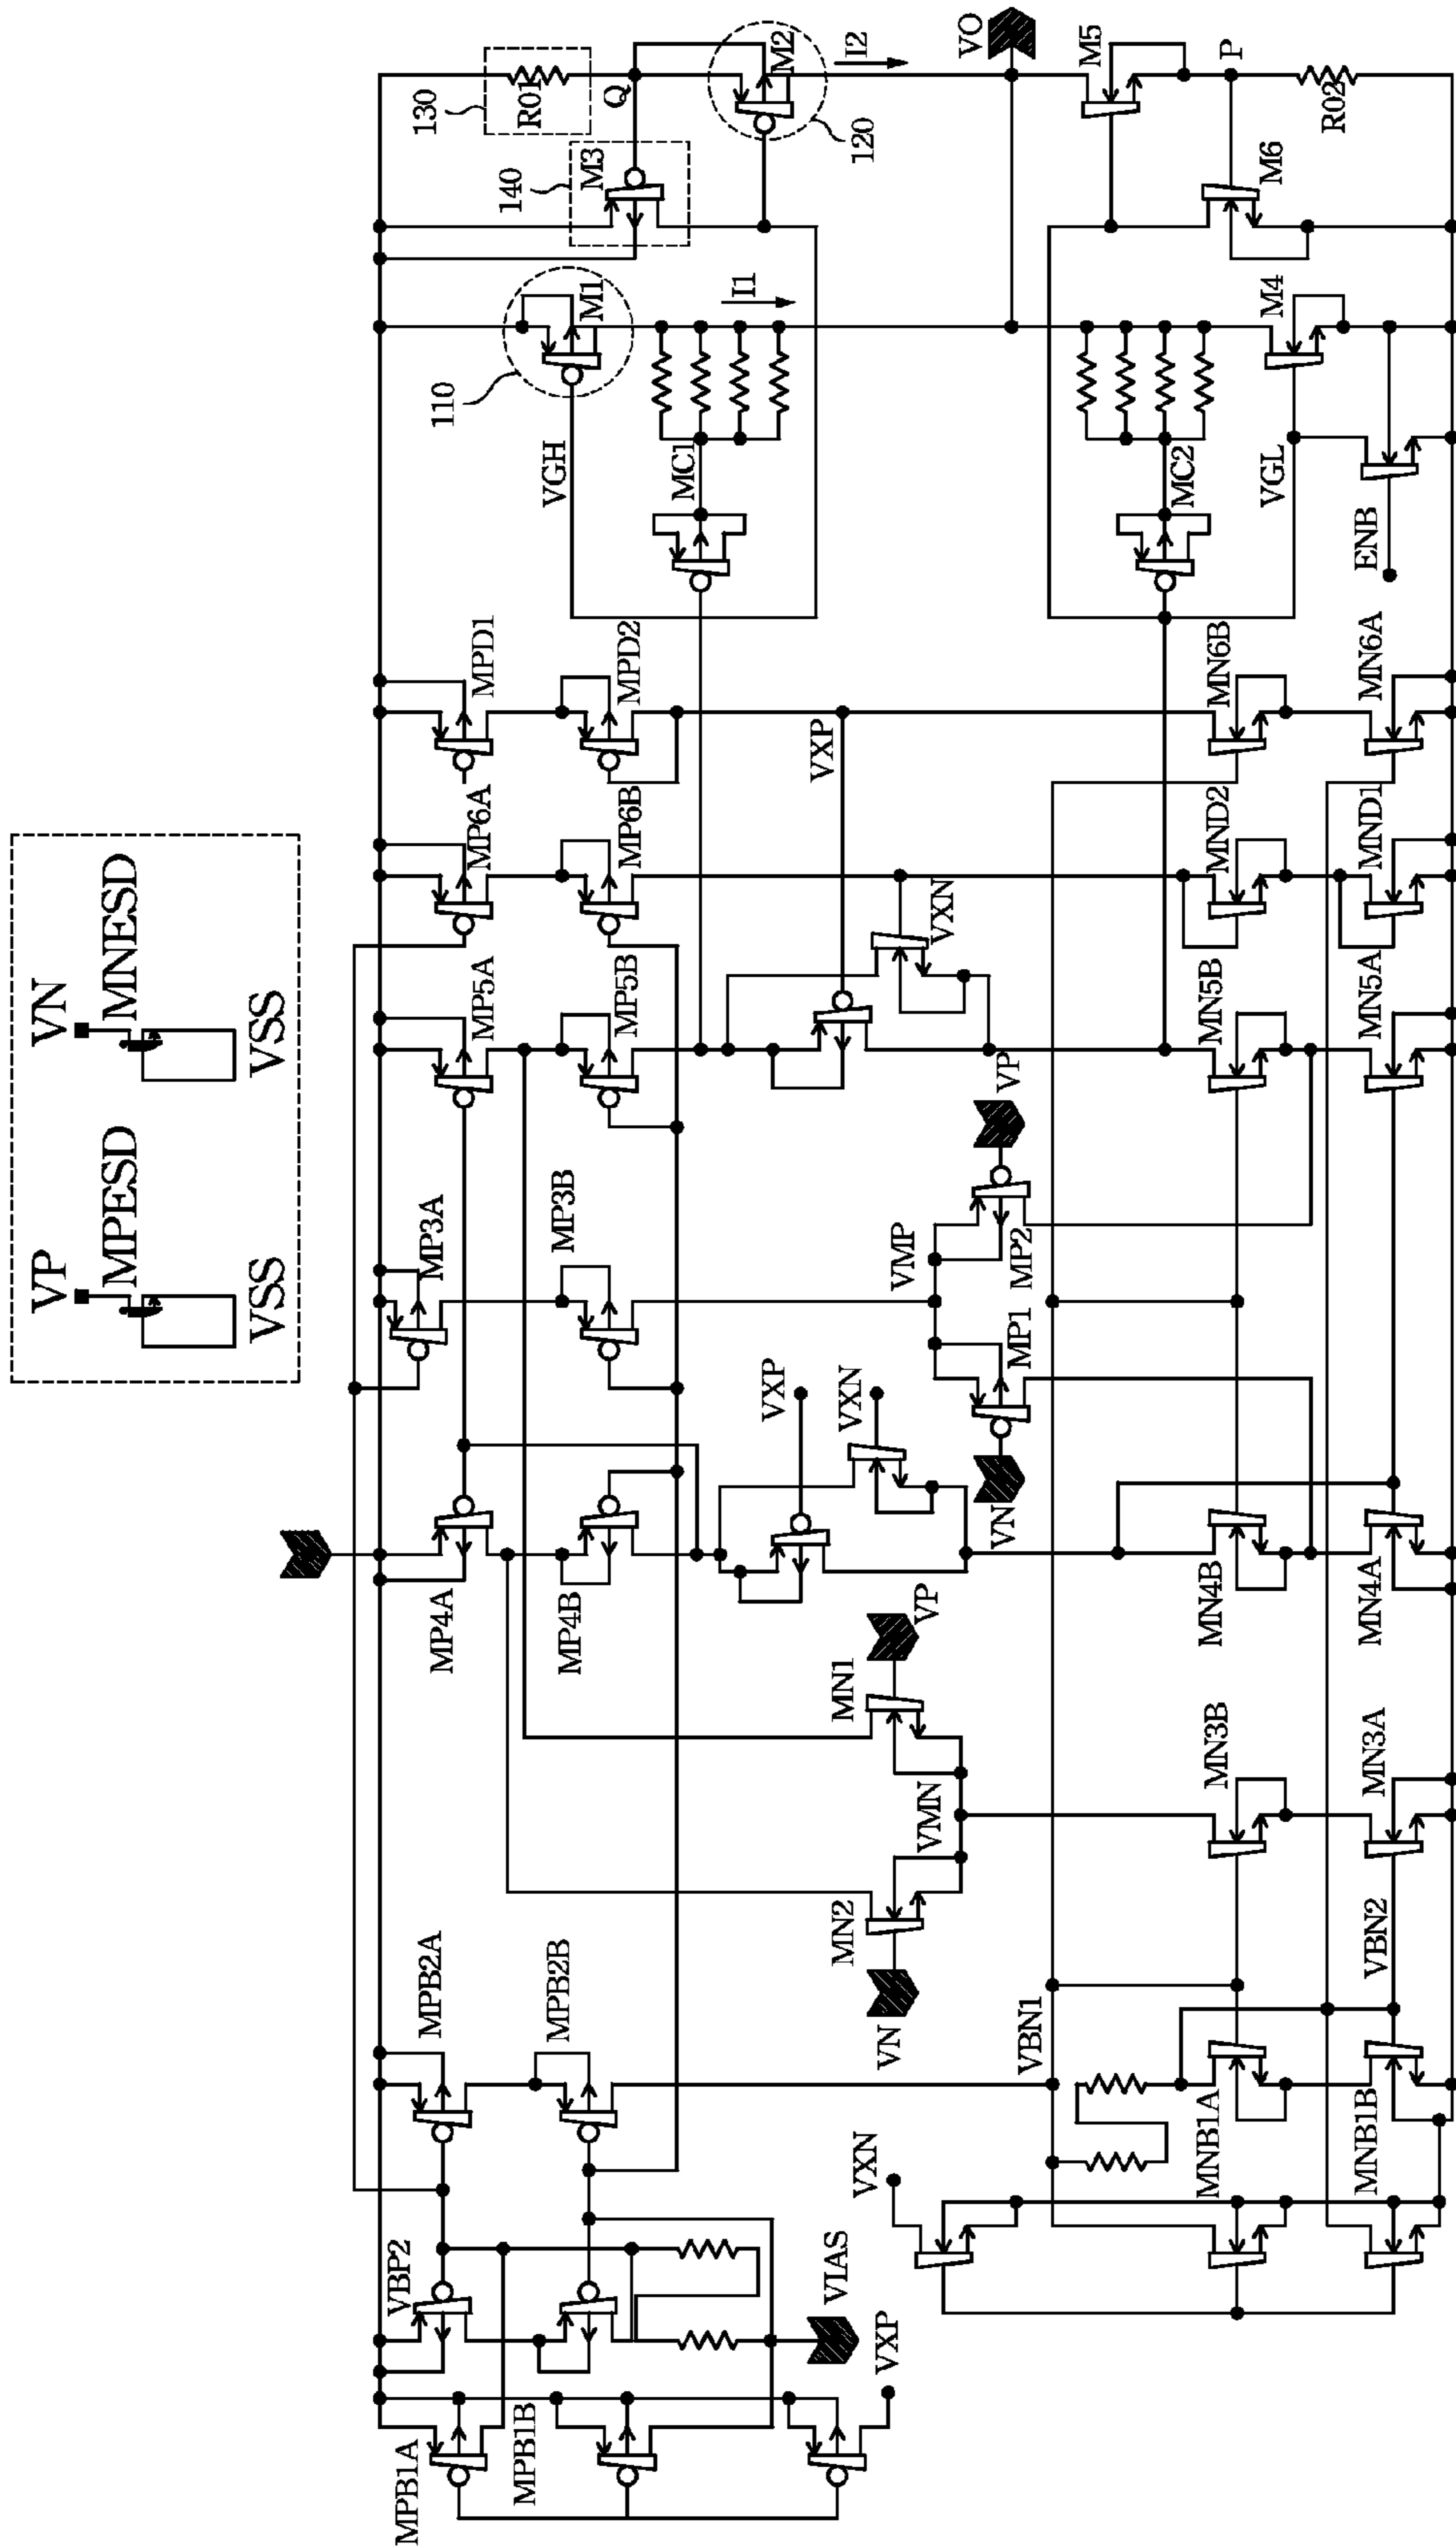 VP
MPESD
VSS
VN
MNESD
VSS
130
R01
Q
140
M3
M2
I2
120
VO
110
M1
I1
VGH
MC1
M5
P
R02
M6
M4
MC2
VGL
ENB
MPD1
MPD2
MP6A
MP6B
VXP
VXN
MN6B
MN6A
MND2
MND1
MP5A
MP5B
MN5B
MN5A
VP
MP3A
MP3B
VMP
MP2
MP1
VN
VXP
VXN
MP4A
MP4B
MN4B
MN4A
VP
MN1
VMN
MN2
VN
MN3B
MN3A
MPB2A
MPB2B
VBN1
VBN2
MNB1A
MNB1B
VXN
VBP2
VIAS
VXP
MPB1A
MPB1B